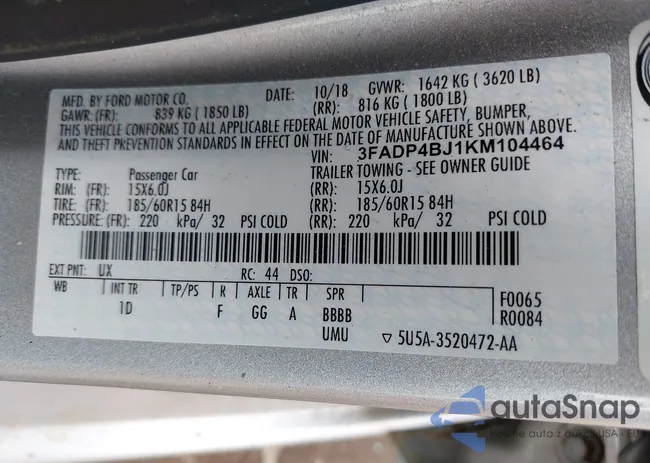 MFD. BY FORD MOTOR CO. DATE: 10/18 GVWR: 1642 KG ( 3620 LB)
GAWR: (FR): 839 KG ( 1850 LB) (RR): 816 KG ( 1800 LB)
THIS VEHICLE CONFORMS TO ALL APPLICABLE FEDERAL MOTOR VEHICLE SAFETY, BUMPER,
AND THEFT PREVENTION STANDARDS IN EFFECT ON THE DATE OF MANUFACTURE SHOWN ABOVE.
VIN: 3FADP4BJ1KM104464
TYPE: Passenger Car TRAILER TOWING - SEE OWNER GUIDE
RIM: (FR): 15X6.0J (RR): 15X6.0J
TIRE: (FR): 185/60R15 84H (RR): 185/60R15 84H
PRESSURE: (FR): 220 kPa/ 32 PSI COLD (RR): 220 kPa/ 32 PSI COLD
EXT PNT: UX RC: 44 DSO:
WB INT TR TP/PS R AXLE TR SPR F0065
1D F GG A BBBB R0084
UMU ▽ 5U5A-3520472-AA
autaSnap